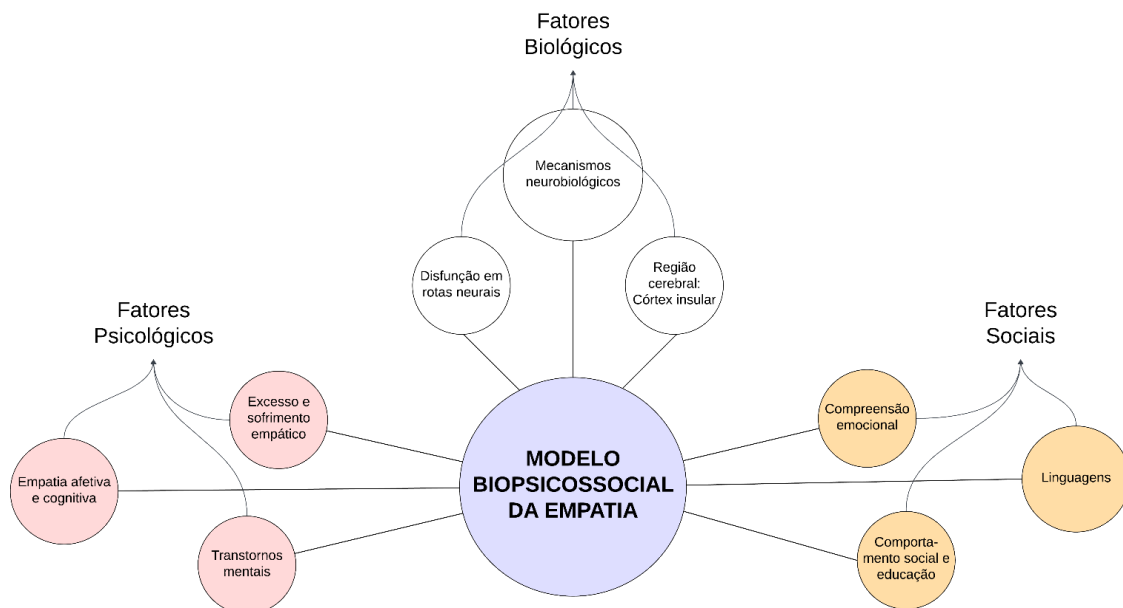 Fatores
Biológicos
Mecanismos
neurobiológicos
Disfunção em
rotas neurais
Região
cerebral:
Córtex insular
Fatores
Psicológicos
Fatores
Sociais
Excesso e
sofrimento
empático
Compreensão
emocional
Empatia afetiva
e cognitiva
MODELO
BIOPSICOSSOCIAL
DA EMPATIA
Linguagens
Transtornos
mentais
Comporta-
mento social e
educação